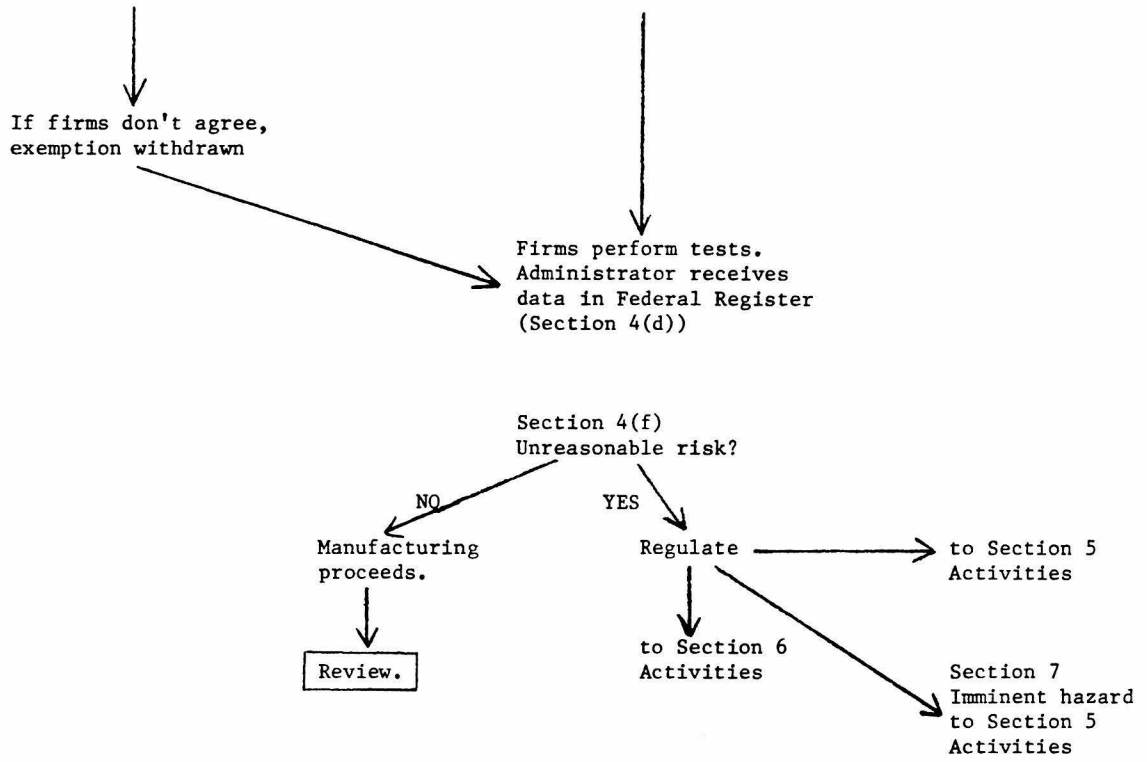 If firms don't agree,
exemption withdrawn
Firms perform tests.
Administrator receives
data in Federal Register
(Section 4(d))
Section 4(f)
Unreasonable risk?
NO
YES
Manufacturing
proceeds.
Regulate
to Section 5
Activities
Review.
to Section 6
Activities
Section 7
Imminent hazard
to Section 5
Activities